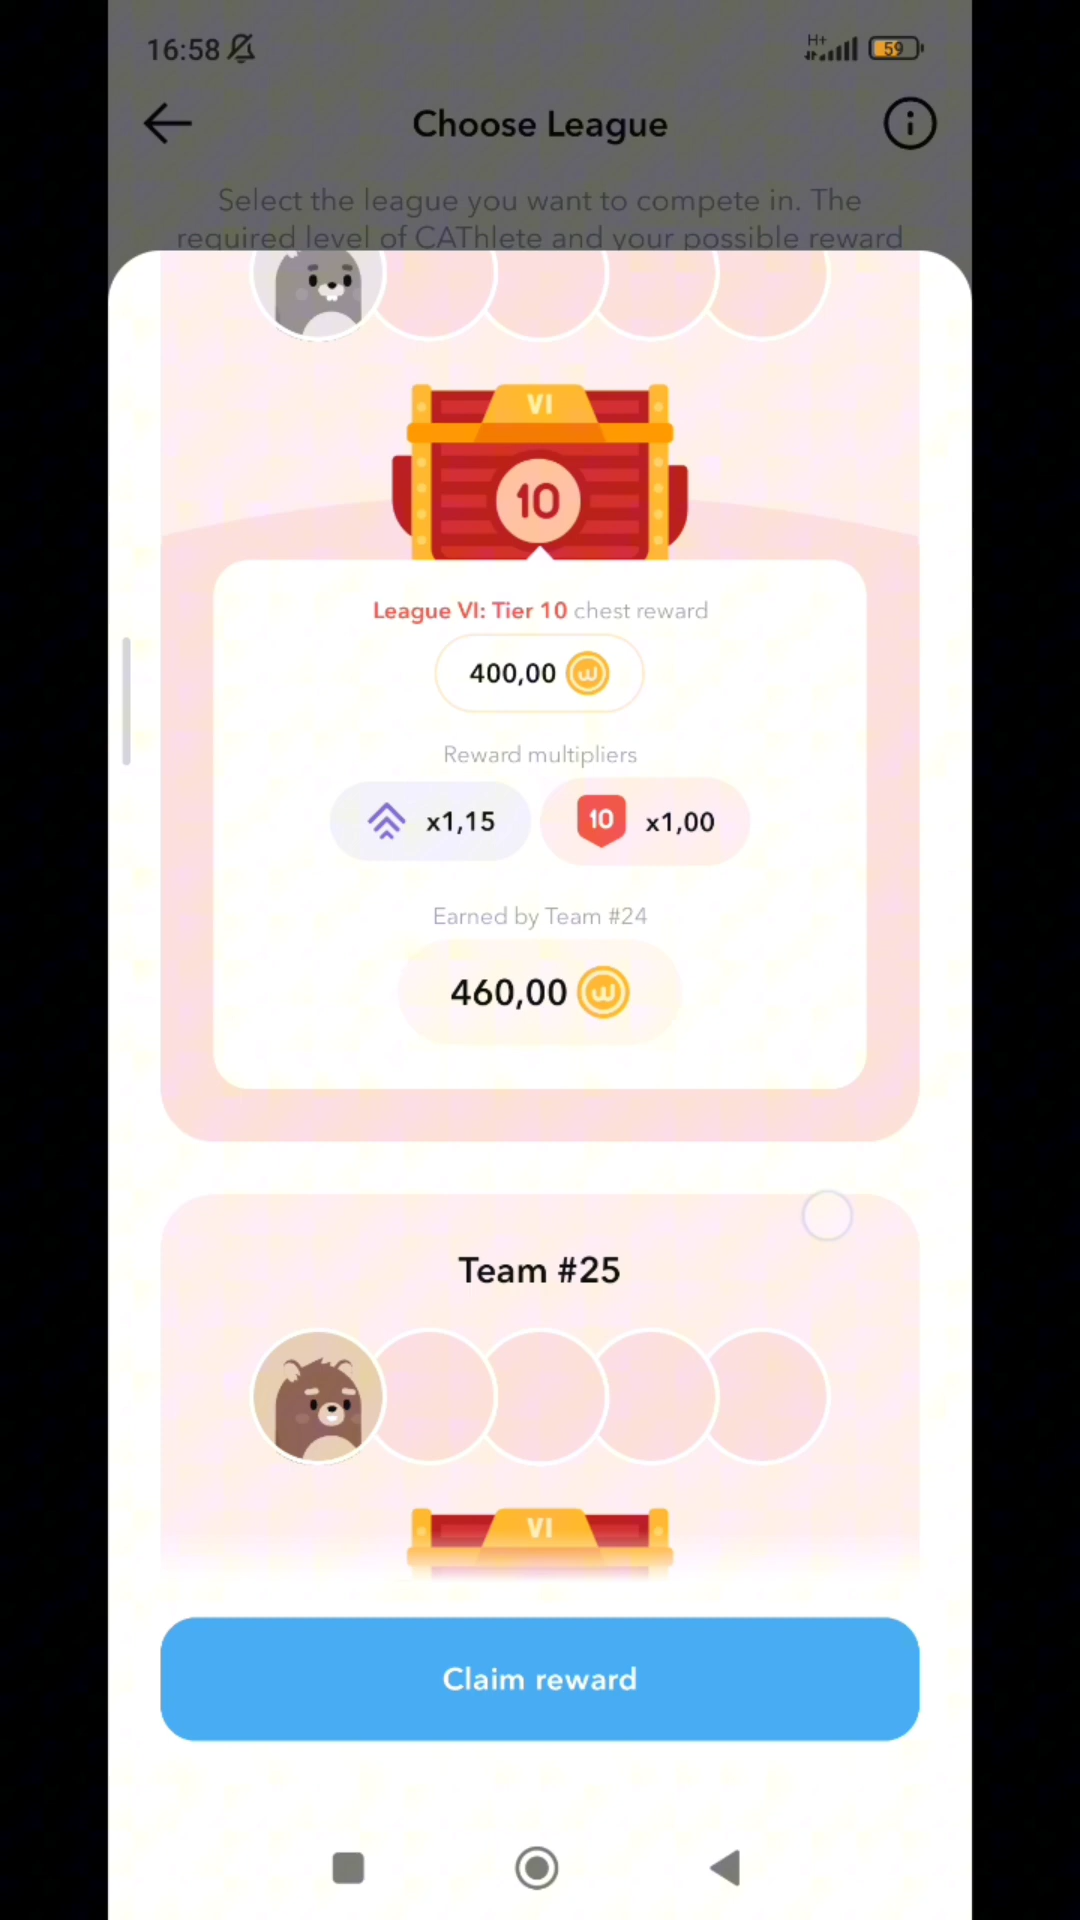 16:58
H+
59
Choose League
Select the league you want to compete in. The
required level of CAThlete and your possible reward
VI
10
League VI: Tier 10 chest reward
400,00
Reward multipliers
x1,15
10 x1,00
Earned by Team #24
460,00
Team #25
VI
Claim reward